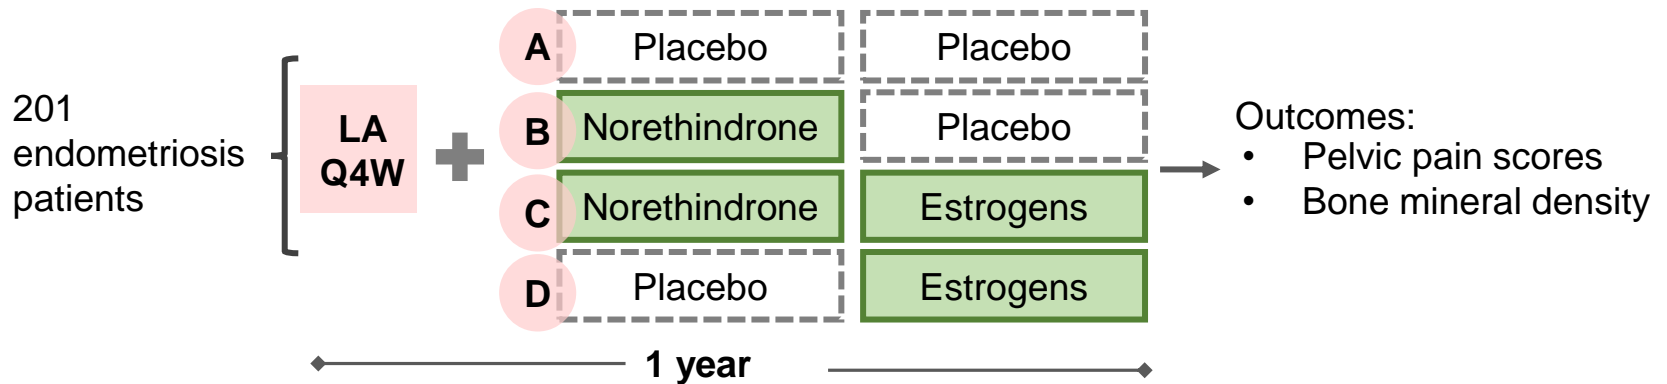 201
endometriosis
patients
LA
Q4W
A
Placebo
Placebo
B
Norethindrone
Placebo
C
Norethindrone
Estrogens
D
Placebo
Estrogens
1 year
Outcomes:
• Pelvic pain scores
• Bone mineral density